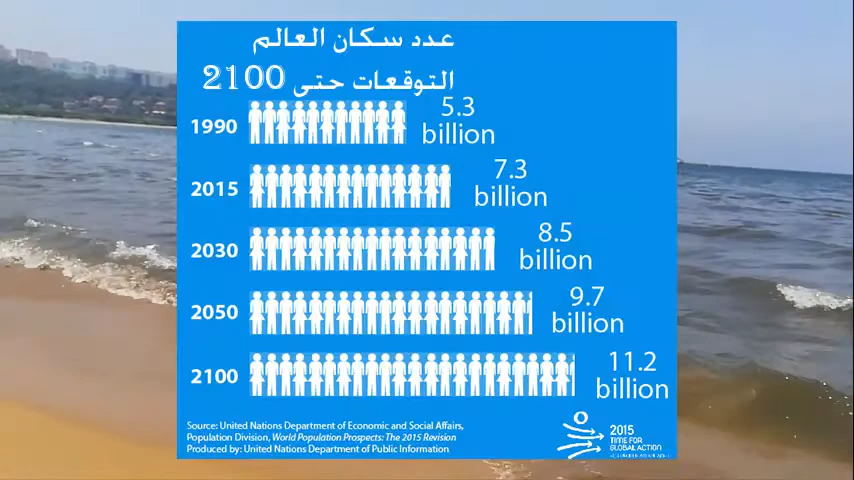 عدد سكان العالم
التوقعات حتى 2100
1990
5.3
billion
2015
7.3
billion
2030
8.5
billion
2050
9.7
billion
2100
11.2
billion
Source: United Nations Department of Economic and Social Affairs,
Population Division, World Population Prospects: The 2015 Revision
Produced by: United Nations Department of Public Information
2015
TIME FOR
GLOBAL ACTION